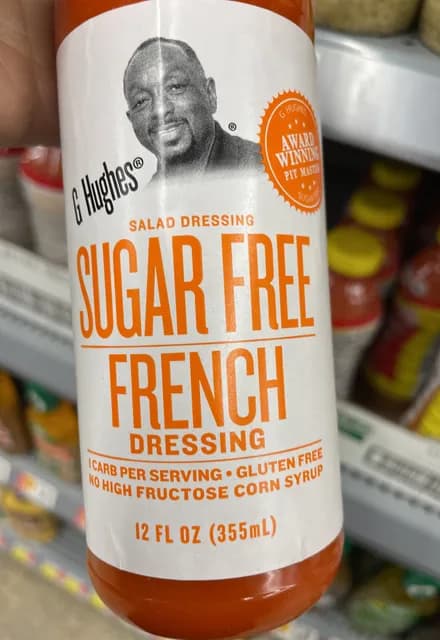 G Hughes®
®
G HUGHES
AWARD
WINNING
PIT MASTER
SALAD DRESSING
SUGAR FREE
FRENCH
DRESSING
1 CARB PER SERVING • GLUTEN FREE
NO HIGH FRUCTOSE CORN SYRUP
12 FL OZ (355mL)